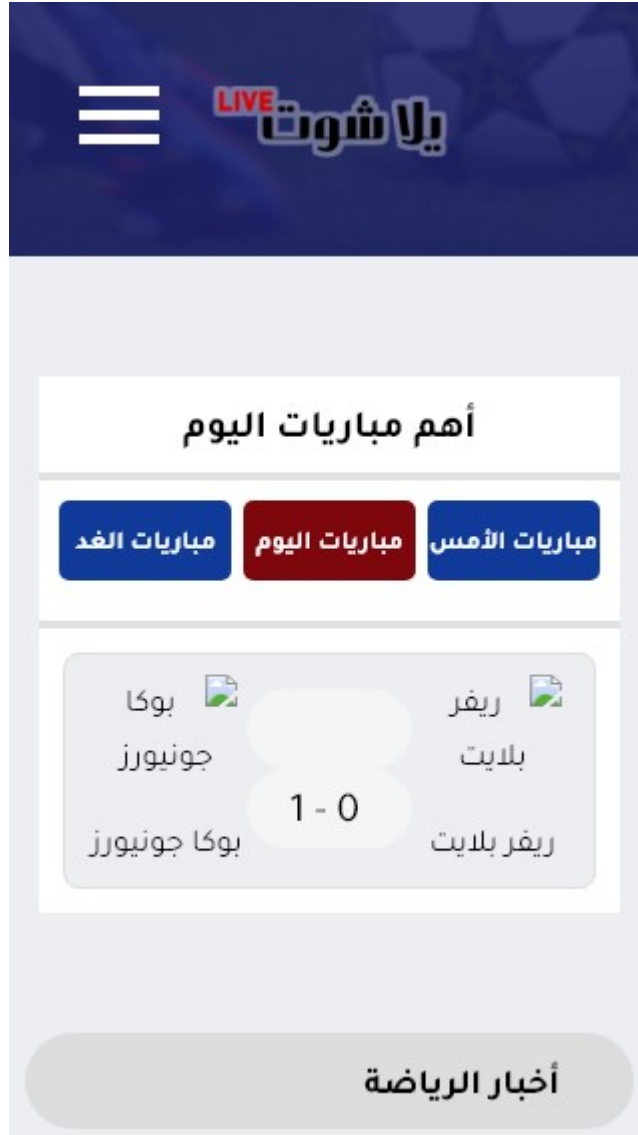 يلا شوت LIVE
أهم مباريات اليوم
مباريات الأمس
مباريات اليوم
مباريات الغد
ريفر
بلايت
ريفر بلايت
1 - 0
بوكا
جونيورز
بوكا جونيورز
أخبار الرياضة